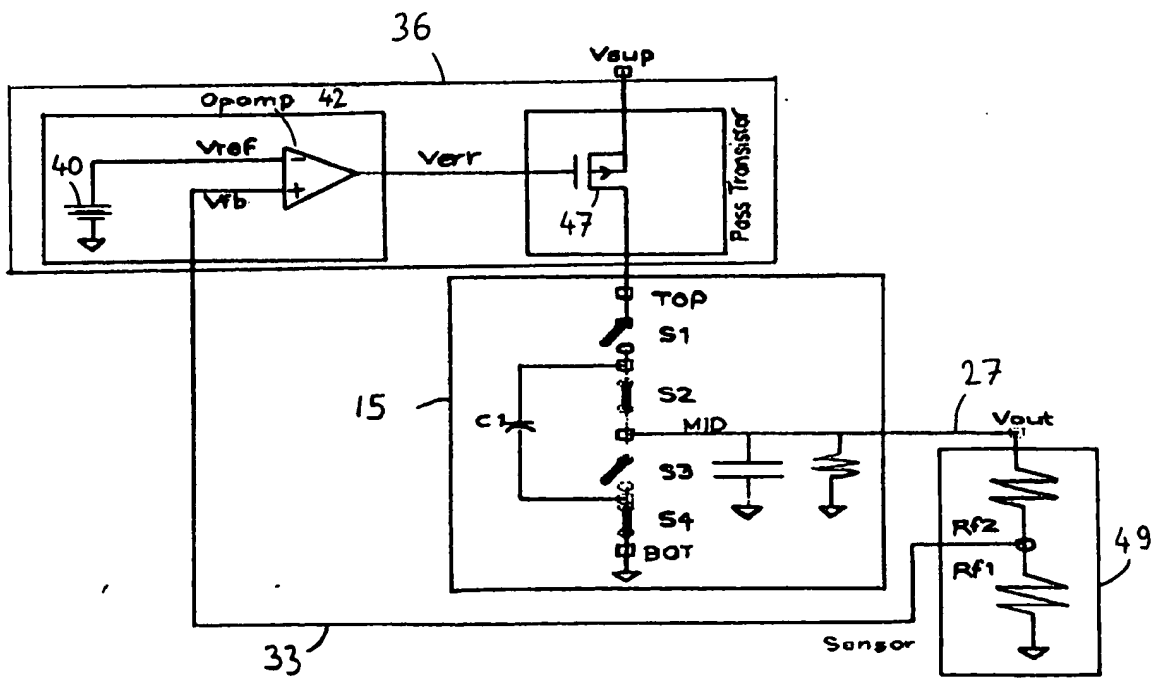 36
Vsup
Opamp 42
Vref
40
Verr
Vfb
47
Pass Transistor
TOP
S1
15
S2
C1
MID
27
Vout
S3
S4
BOT
Rf2
Rf1
49
Sensor
33